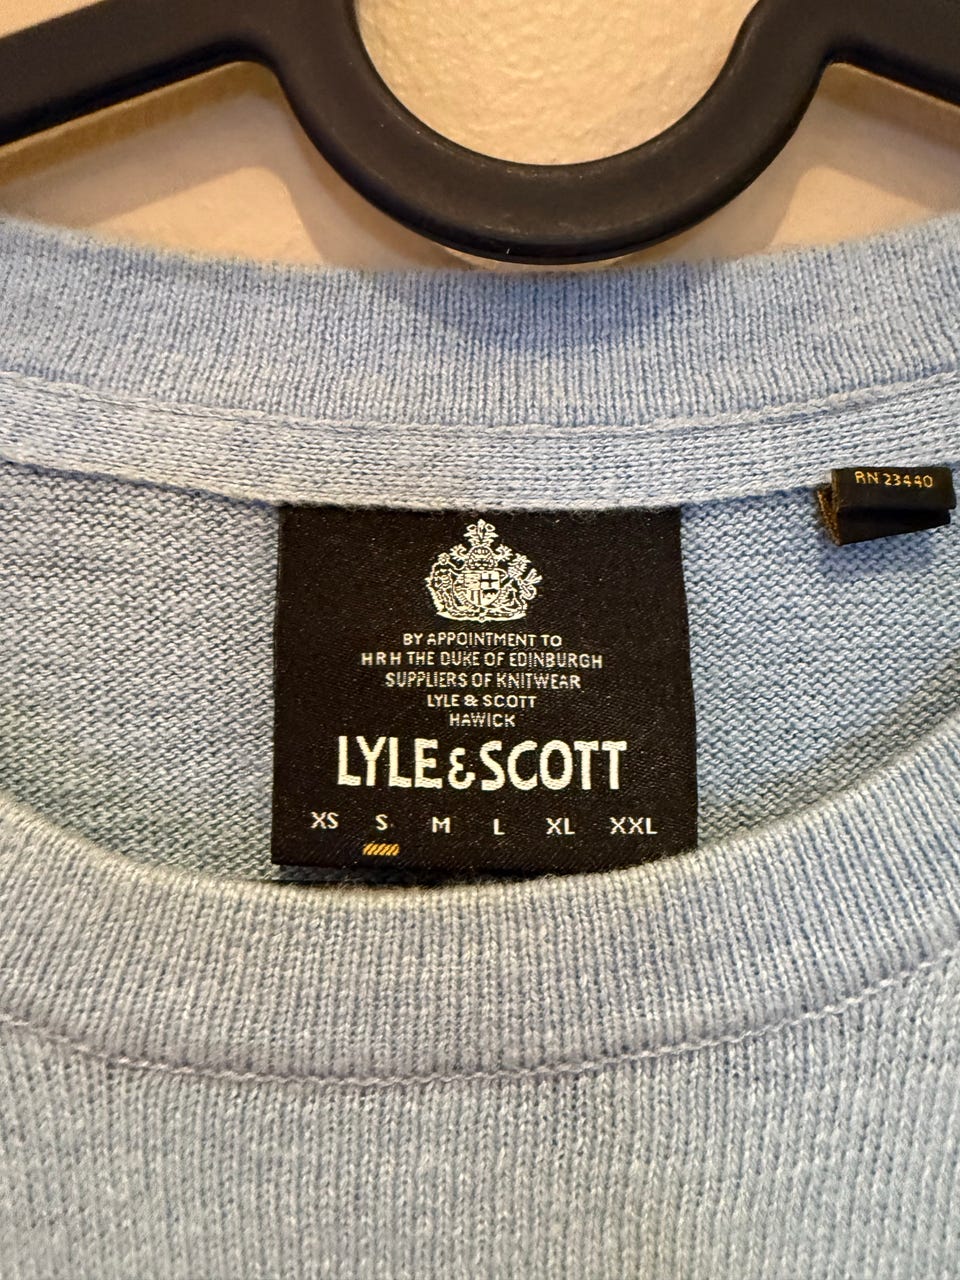 RN 23440
BY APPOINTMENT TO
HRH THE DUKE OF EDINBURGH
SUPPLIERS OF KNITWEAR
LYLE & SCOTT
HAWICK
LYLE & SCOTT
XS S M L XL XXL